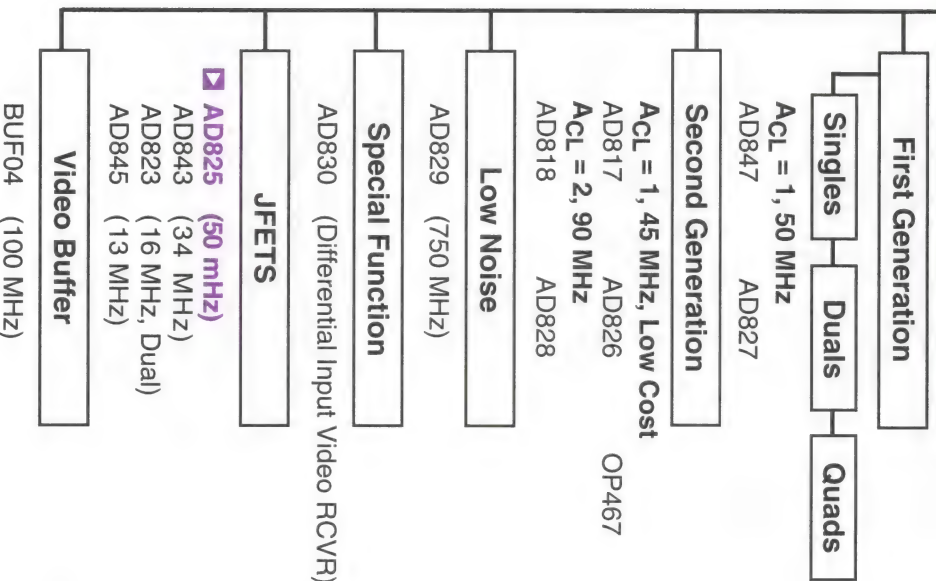 First Generation
Singles Duals Quads
ACL = 1, 50 MHz
AD847 AD827
Second Generation
ACL = 1, 45 MHz, Low Cost
AD817 AD826 OP467
ACL = 2, 90 MHz
AD818 AD828
Low Noise
AD829 (750 MHz)
Special Function
AD830 (Differential Input Video RCVR)
JFETS
AD825 (50 mHz)
AD843 (34 MHz)
AD823 (16 MHz, Dual)
AD845 (13 MHz)
Video Buffer
BUF04 (100 MHz)